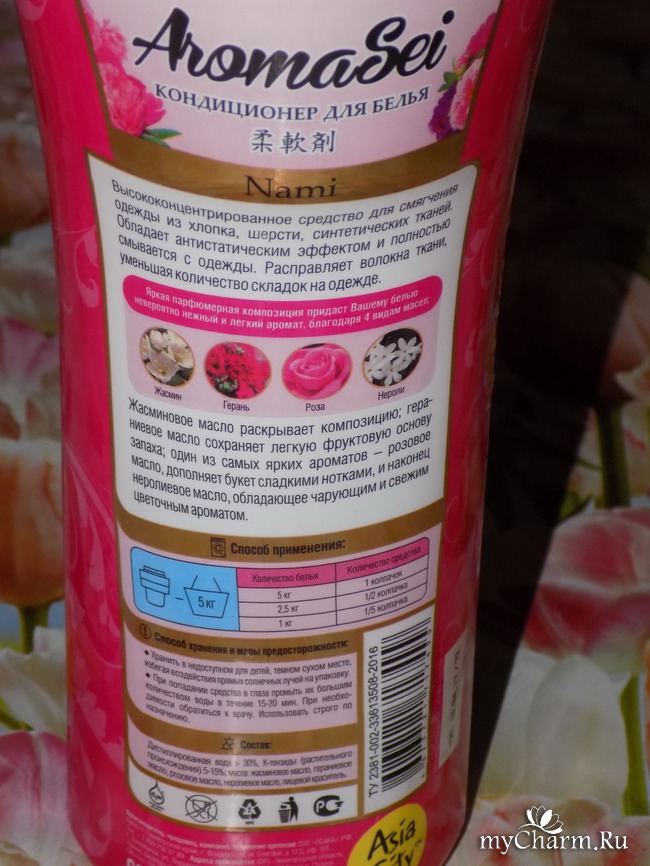 AromaSei
КОНДИЦИОНЕР ДЛЯ БЕЛЬЯ
柔軟剤
Nami
Высококонцентрированное средство для смягчения
одежды из хлопка, шерсти, синтетических тканей.
Обладает антистатическим эффектом и полностью
смывается с одежды. Расправляет волокна ткани,
уменьшая количество складок на одежде.
Яркая парфюмерная композиция придаст Вашему белью
невероятно нежный и легкий аромат, благодаря 4 видам масел:
Жасмин Герань Роза Нероли
Жасминовое масло раскрывает композицию; гера-
ниевое масло сохраняет легкую фруктовую основу
запаха; один из самых ярких ароматов – розовое
масло, дополняет букет сладкими нотками, и наконец
неролиевое масло, обладающее чарующим и свежим
цветочным ароматом.
Способ применения:
5 кг
Количество белья Количество средства
5 кг 1 колпачок
2,5 кг 1/2 колпачка
1 кг 1/5 колпачка
Способ хранения и меры предосторожности:
• Хранить в недоступном для детей, темном сухом месте,
избегая воздействия прямых солнечных лучей на упаковку.
• При попадании средства в глаза промыть их большим
количеством воды в течение 15-20 мин. При необхо-
димости обратиться к врачу. Использовать строго по
назначению.
Состав:
Дистиллированная вода > 30%, К-тензиды (растительного
происхождения) 5-15%; масла: жасминовое масло, гераниевое
масло, розовое масло, неролиевое масло, пищевой краситель.
ТУ 2381-002-33613508-2016
Asia
City
myCharm.Ru